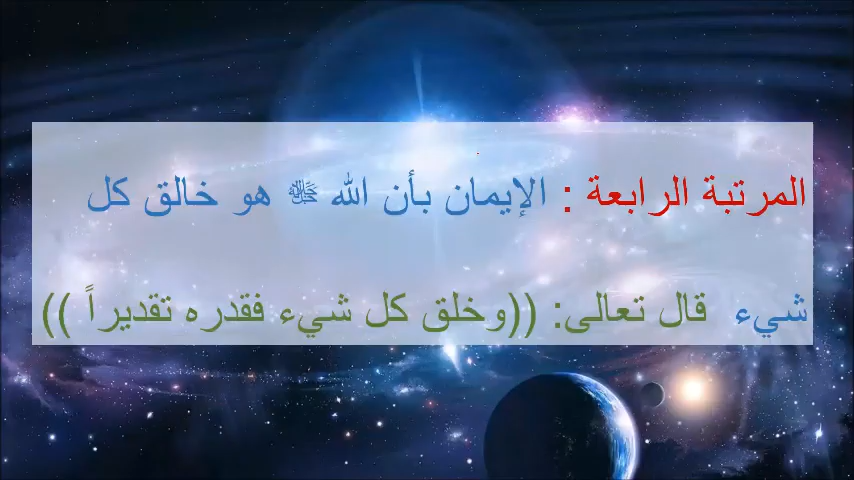 المرتبة الرابعة : الإيمان بأن الله ﷻ هو خالق كل
شيء قال تعالى: ((وخلق كل شيء فقدره تقديراً ))